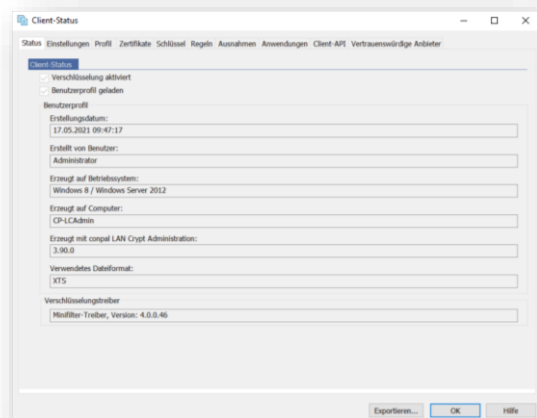 Client-Status
Status Einstellungen Profil Zertifikate Schlüssel Regeln Ausnahmen Anwendungen Client-API Vertrauenswürdige Anbieter
Client-Status
Verschlüsselung aktiviert
Benutzerprofil geladen
Benutzerprofil
Erstellungsdatum:
17.05.2021 09:47:17
Erstellt von Benutzer:
Administrator
Erzeugt auf Betriebssystem:
Windows 8 / Windows Server 2012
Erzeugt auf Computer:
CP-LCAdmin
Erzeugt mit conpal LAN Crypt Administration:
3.90.0
Verwendetes Dateiformat:
XTS
Verschlüsselungstreiber
Minifilter-Treiber, Version: 4.0.0.46
Exportieren... OK Hilfe